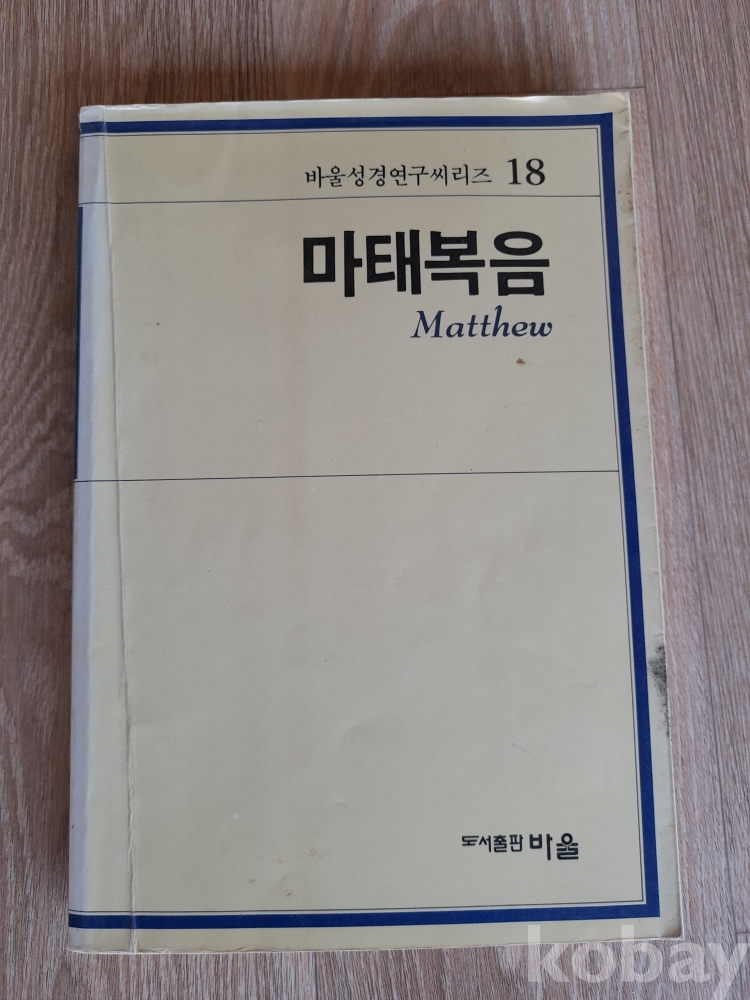 바울성경연구씨리즈 18
마태복음
Matthew
도서출판 바울
kobay